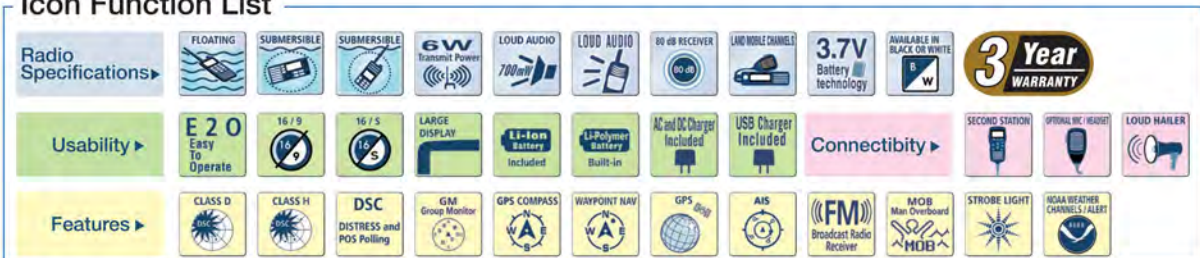 Icon Function List
Radio
Specifications▸
FLOATING
SUBMERSIBLE
SUBMERSIBLE
6W
Transmit Power
LOUD AUDIO
700mW
LOUD AUDIO
80 dB RECEIVER
80 dB
LAND MOBILE CHANNELS
3.7V
Battery
technology
AVAILABLE IN
BLACK OR WHITE
B
W
3 Year
WARRANTY
Usability ▸
E 2 O
Easy
To
Operate
16 / 9
16
9
16 / S
16
S
LARGE
DISPLAY
Li-Ion
Battery
Included
Li-Polymer
Battery
Built-in
AC and DC Charger
Included
USB Charger
Included
Connectibity ▸
SECOND STATION
OPTIONAL MIC / HEADSET
LOUD HAILER
Features ▸
CLASS D
DSC
CLASS H
DSC
DSC
DISTRESS and
POS Polling
GM
Group Monitor
GPS COMPASS
N
W A E
S
WAYPOINT NAV
N
W A E
S
GPS
AIS
FM
Broadcast Radio
Receiver
MOB
Man Overboard
MOB
STROBE LIGHT
NOAA WEATHER
CHANNELS / ALERT